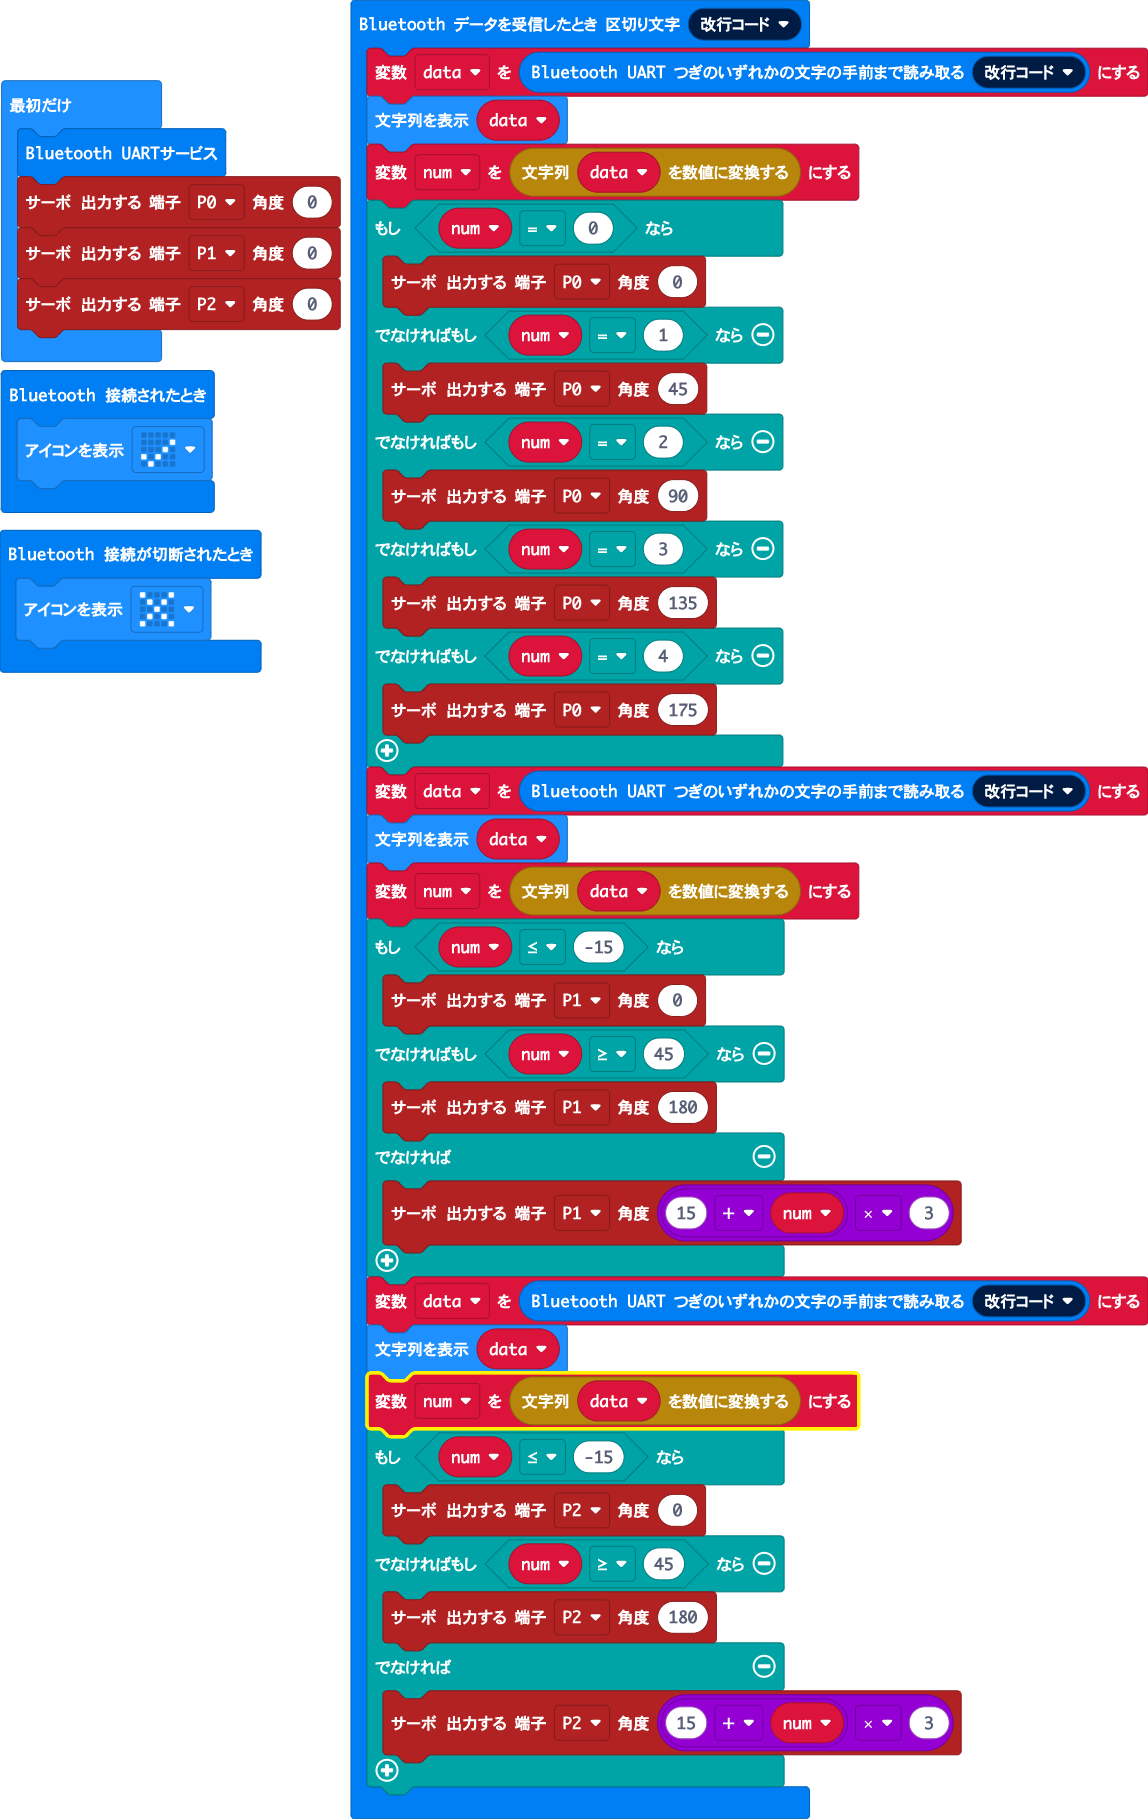 最初だけ
Bluetooth UARTサービス
サーボ 出力する 端子 P0 角度 0
サーボ 出力する 端子 P1 角度 0
サーボ 出力する 端子 P2 角度 0
Bluetooth 接続されたとき
アイコンを表示
Bluetooth 接続が切断されたとき
アイコンを表示
Bluetooth データを受信したとき 区切り文字 改行コード
変数 data を Bluetooth UART つぎのいずれかの文字の手前まで読み取る 改行コード にする
文字列を表示 data
変数 num を 文字列 data を数値に変換する にする
もし num = 0 なら
サーボ 出力する 端子 P0 角度 0
でなければもし num = 1 なら
サーボ 出力する 端子 P0 角度 45
でなければもし num = 2 なら
サーボ 出力する 端子 P0 角度 90
でなければもし num = 3 なら
サーボ 出力する 端子 P0 角度 135
でなければもし num = 4 なら
サーボ 出力する 端子 P0 角度 175
変数 data を Bluetooth UART つぎのいずれかの文字の手前まで読み取る 改行コード にする
文字列を表示 data
変数 num を 文字列 data を数値に変換する にする
もし num ≤ -15 なら
サーボ 出力する 端子 P1 角度 0
でなければもし num ≥ 45 なら
サーボ 出力する 端子 P1 角度 180
でなければ
サーボ 出力する 端子 P1 角度 15 + num × 3
変数 data を Bluetooth UART つぎのいずれかの文字の手前まで読み取る 改行コード にする
文字列を表示 data
変数 num を 文字列 data を数値に変換する にする
もし num ≤ -15 なら
サーボ 出力する 端子 P2 角度 0
でなければもし num ≥ 45 なら
サーボ 出力する 端子 P2 角度 180
でなければ
サーボ 出力する 端子 P2 角度 15 + num × 3